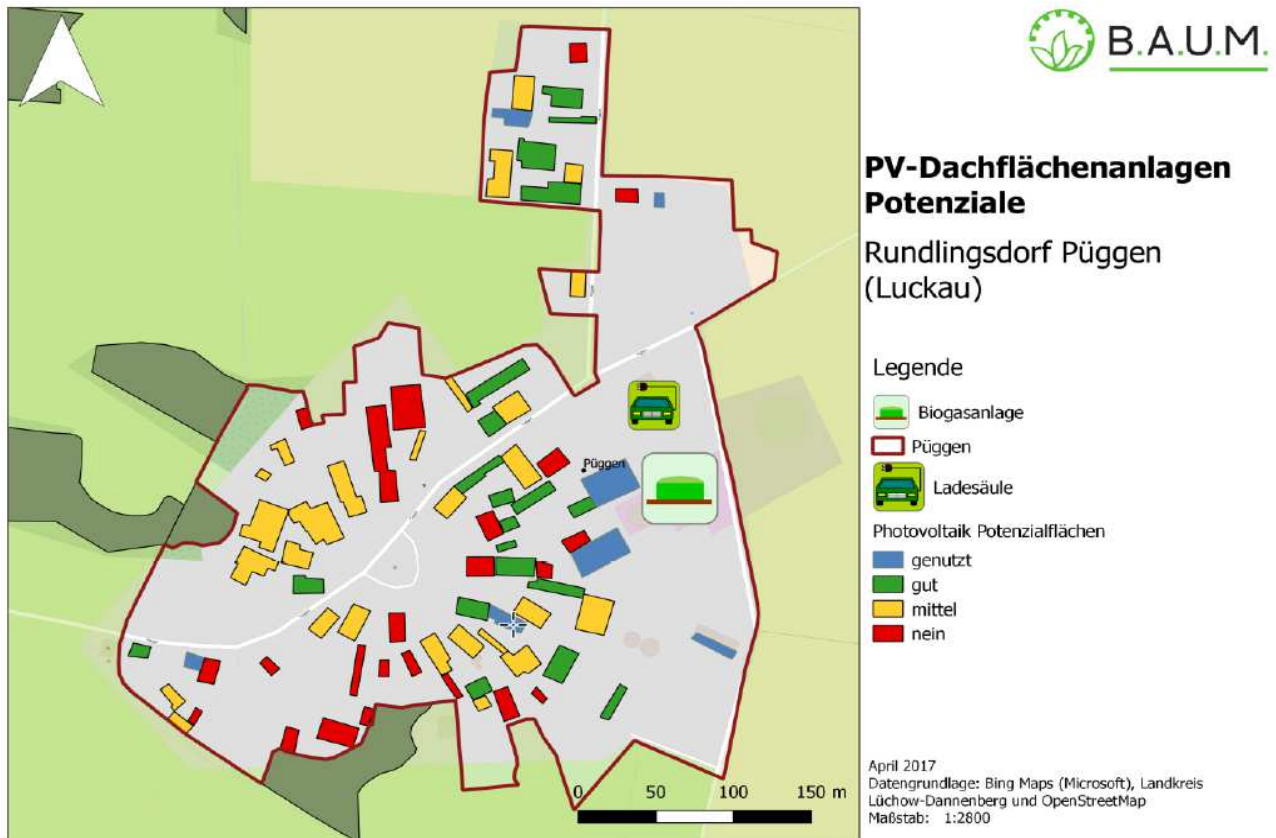 B.A.U.M.
PV-Dachflächenanlagen
Potenziale
Rundlingsdorf Püggen
(Luckau)
Legende
Biogasanlage
Püggen
Ladesäule
Photovoltaik Potenzialflächen
genutzt
gut
mittel
nein
Püggen
0 50 100 150 m
April 2017
Datengrundlage: Bing Maps (Microsoft), Landkreis
Lüchow-Dannenberg und OpenStreetMap
Maßstab: 1:2800